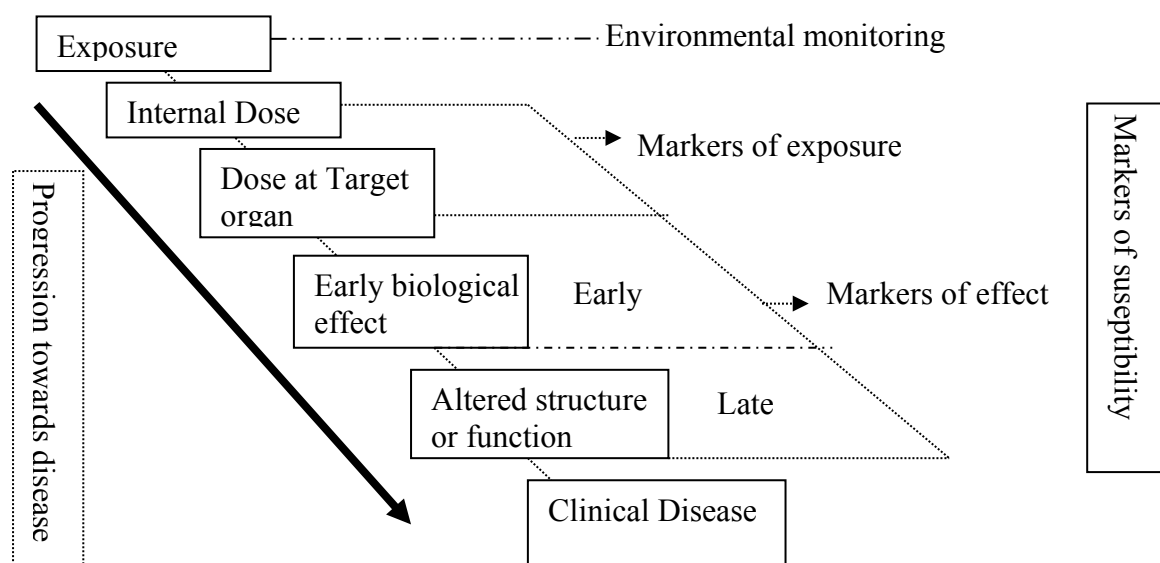 Exposure
Environmental monitoring
Internal Dose
Markers of exposure
Dose at Target
organ
Early biological
effect
Early
Markers of effect
Altered structure
or function
Late
Clinical Disease
Progression towards disease
Markers of suseptibility